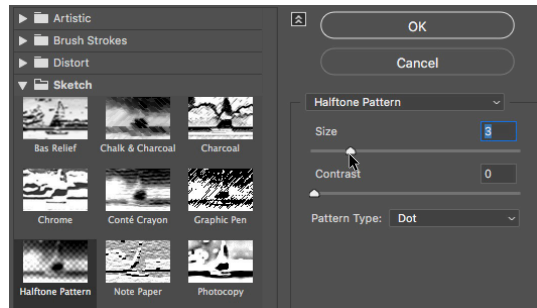 Artistic
Brush Strokes
Distort
Sketch
Bas Relief
Chalk & Charcoal
Charcoal
Chrome
Conté Crayon
Graphic Pen
Halftone Pattern
Note Paper
Photocopy
OK
Cancel
Halftone Pattern
Size
3
Contrast
0
Pattern Type: Dot